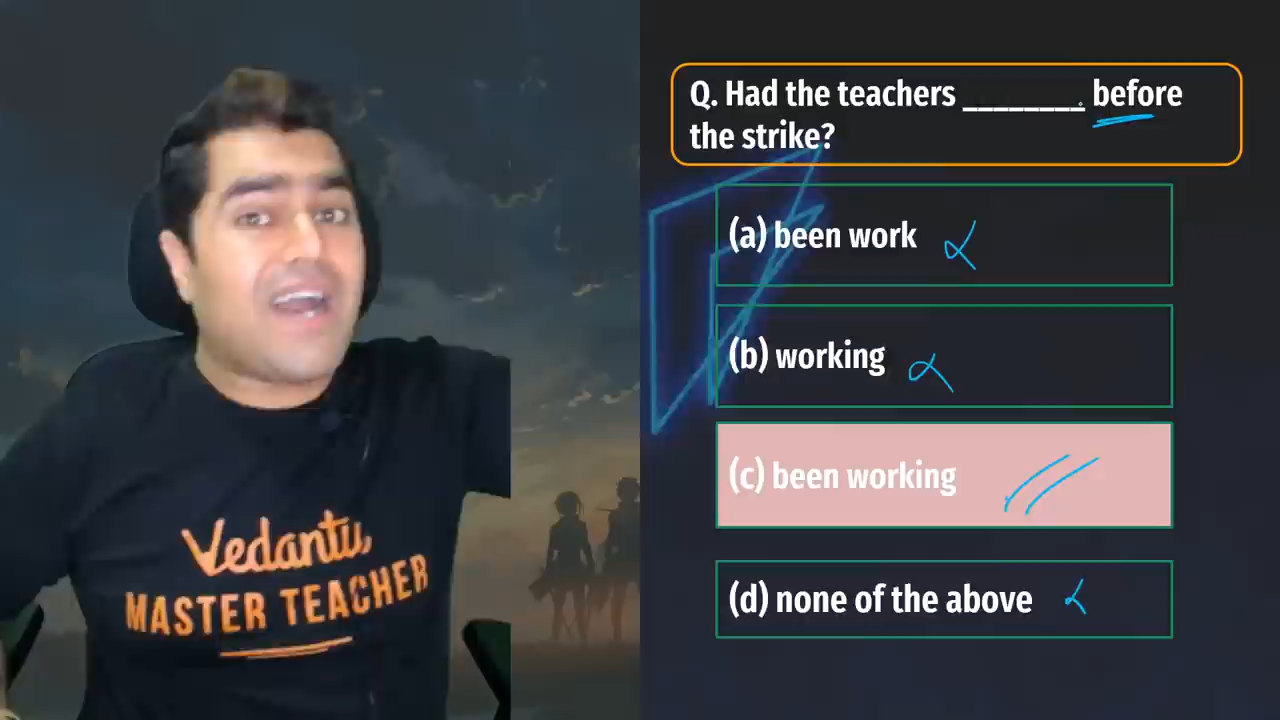 Vedantu
MASTER TEACHER
Q. Had the teachers ________ before
the strike?
(a) been work
(b) working
(c) been working
(d) none of the above